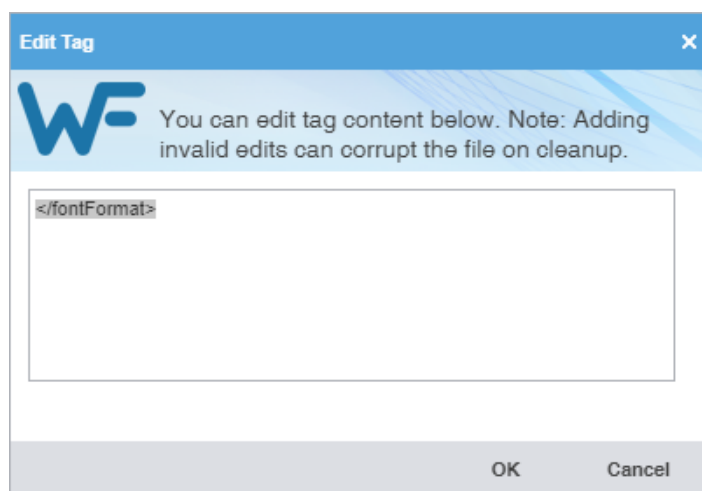 Edit Tag
WF
You can edit tag content below. Note: Adding
invalid edits can corrupt the file on cleanup.
</fontFormat>
OK Cancel